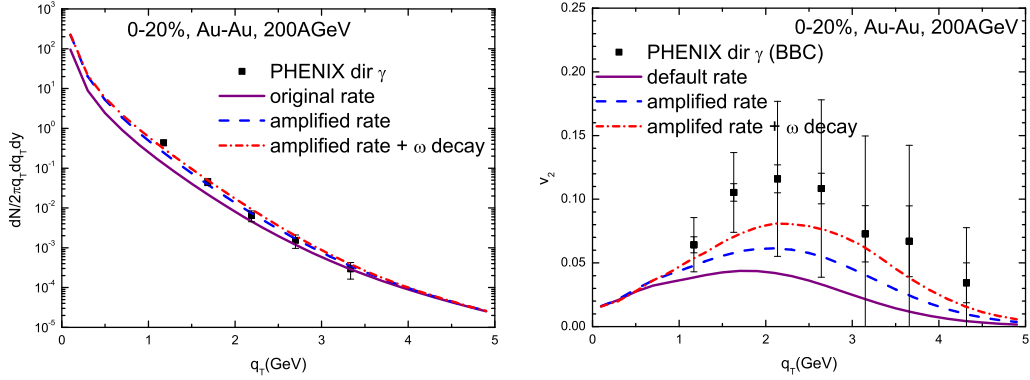 0-20%, Au-Au, 200AGeV
PHENIX dir γ
original rate
amplified rate
amplified rate + ω decay
dN/2πq_T dq_T dy
10^3
10^2
10^1
10^0
10^-1
10^-2
10^-3
10^-4
10^-5
0 1 2 3 4 5
q_T(GeV)
0-20%, Au-Au, 200AGeV
PHENIX dir γ (BBC)
default rate
amplified rate
amplifed rate + ω decay
v_2
0.25
0.20
0.15
0.10
0.05
0.00
0 1 2 3 4 5
q_T(GeV)